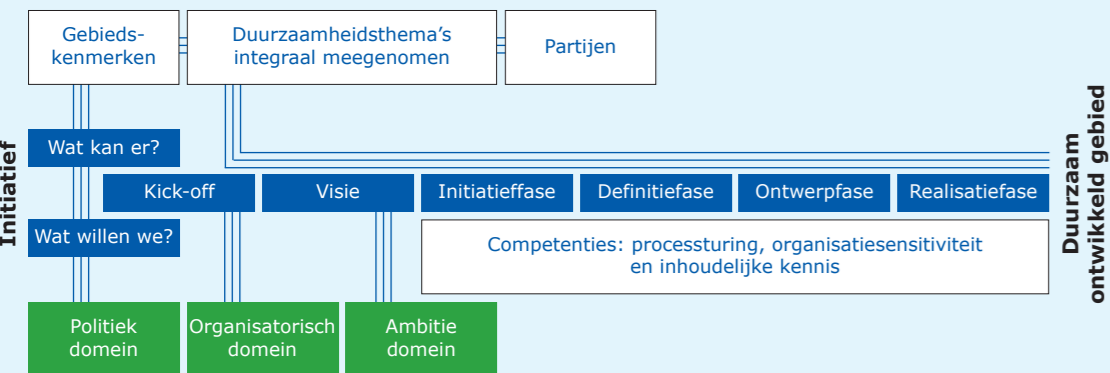 Gebieds-
kenmerken
Duurzaamheidsthema's
integraal meegenomen
Partijen
Initiatief
Wat kan er?
Kick-off
Visie
Initiatieffase
Definitiefase
Ontwerpfase
Realisatiefase
Wat willen we?
Competenties: processturing, organisatiesensitiviteit
en inhoudelijke kennis
Duurzaam
ontwikkeld gebied
Politiek
domein
Organisatorisch
domein
Ambitie
domein